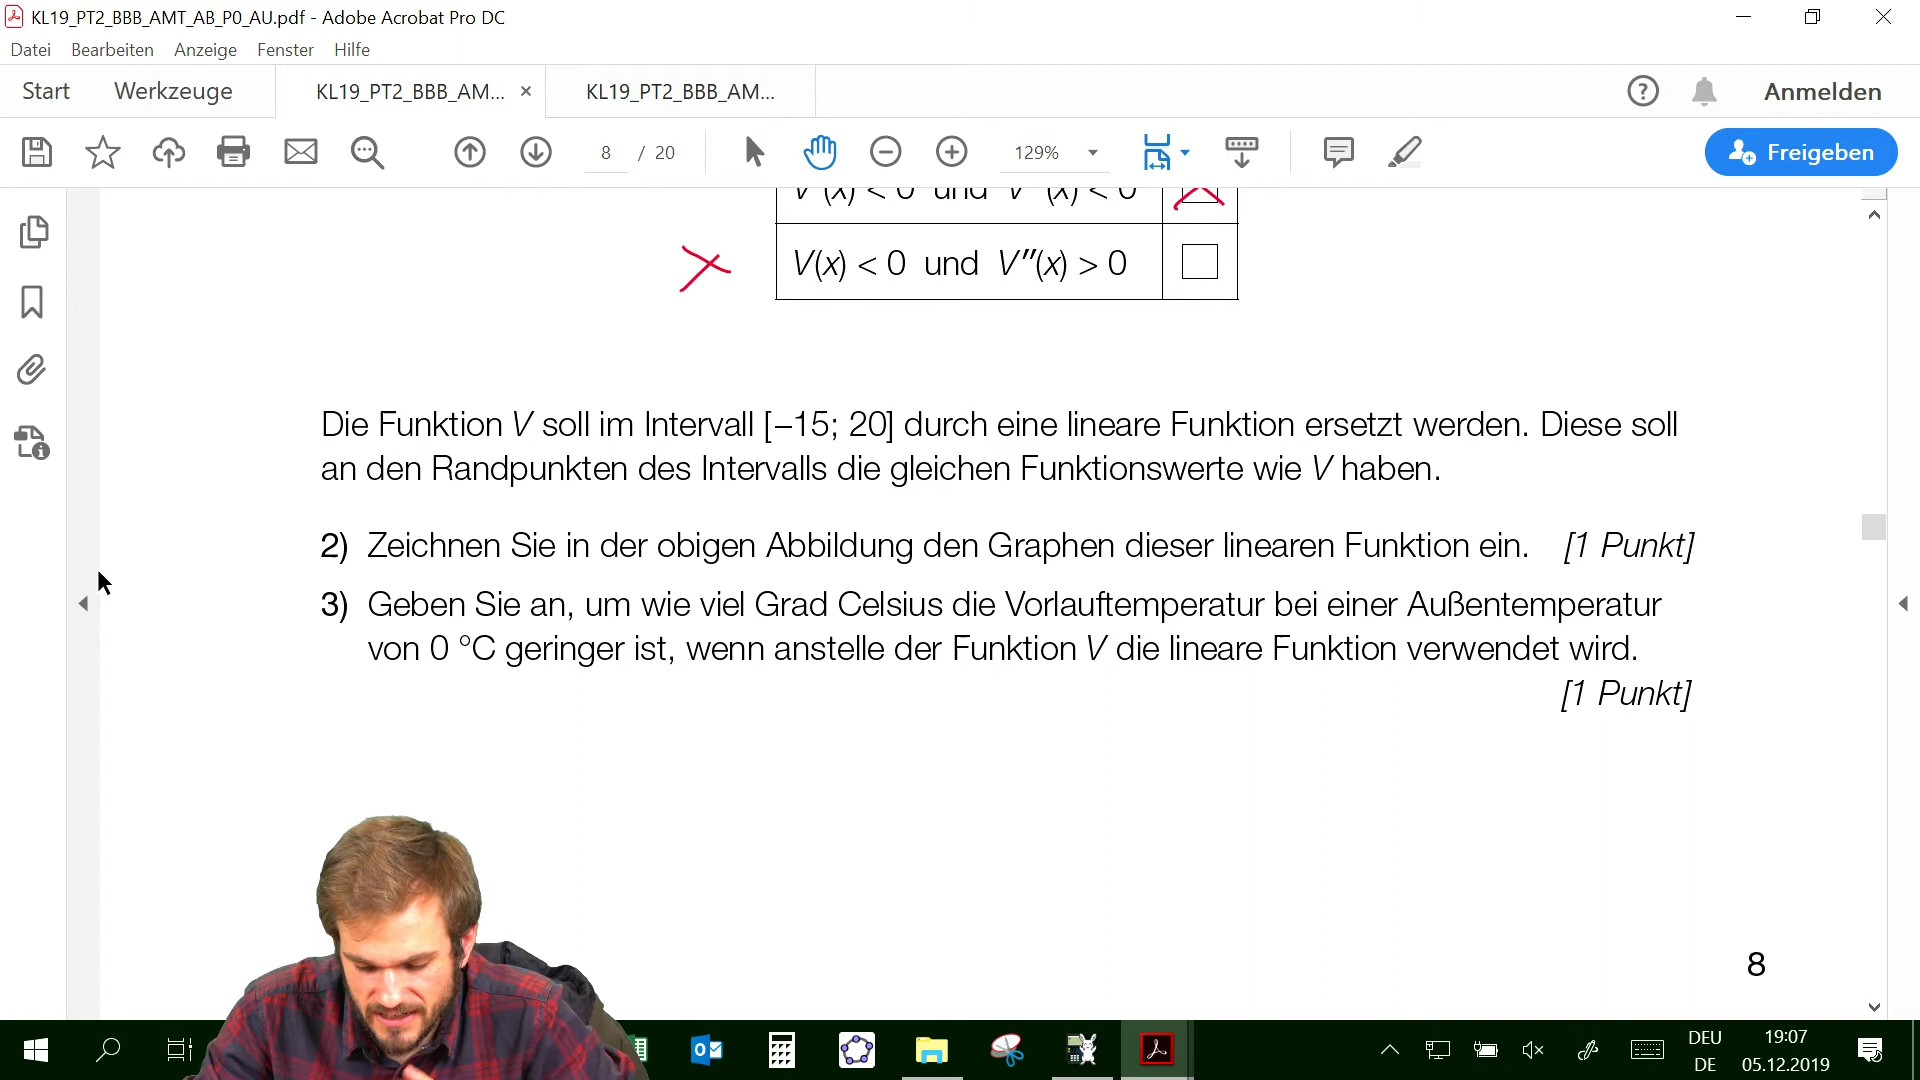 KL19_PT2_BBB_AMT_AB_P0_AU.pdf - Adobe Acrobat Pro DC
Datei Bearbeiten Anzeige Fenster Hilfe
Start Werkzeuge KL19_PT2_BBB_AM... × KL19_PT2_BBB_AM... Anmelden
8 / 20 129% Freigeben
V(x) < 0 und V″(x) > 0
Die Funktion V soll im Intervall [–15; 20] durch eine lineare Funktion ersetzt werden. Diese soll
an den Randpunkten des Intervalls die gleichen Funktionswerte wie V haben.
2) Zeichnen Sie in der obigen Abbildung den Graphen dieser linearen Funktion ein. [1 Punkt]
3) Geben Sie an, um wie viel Grad Celsius die Vorlauftemperatur bei einer Außentemperatur
von 0 °C geringer ist, wenn anstelle der Funktion V die lineare Funktion verwendet wird.
[1 Punkt]
8
DEU 19:07
DE 05.12.2019